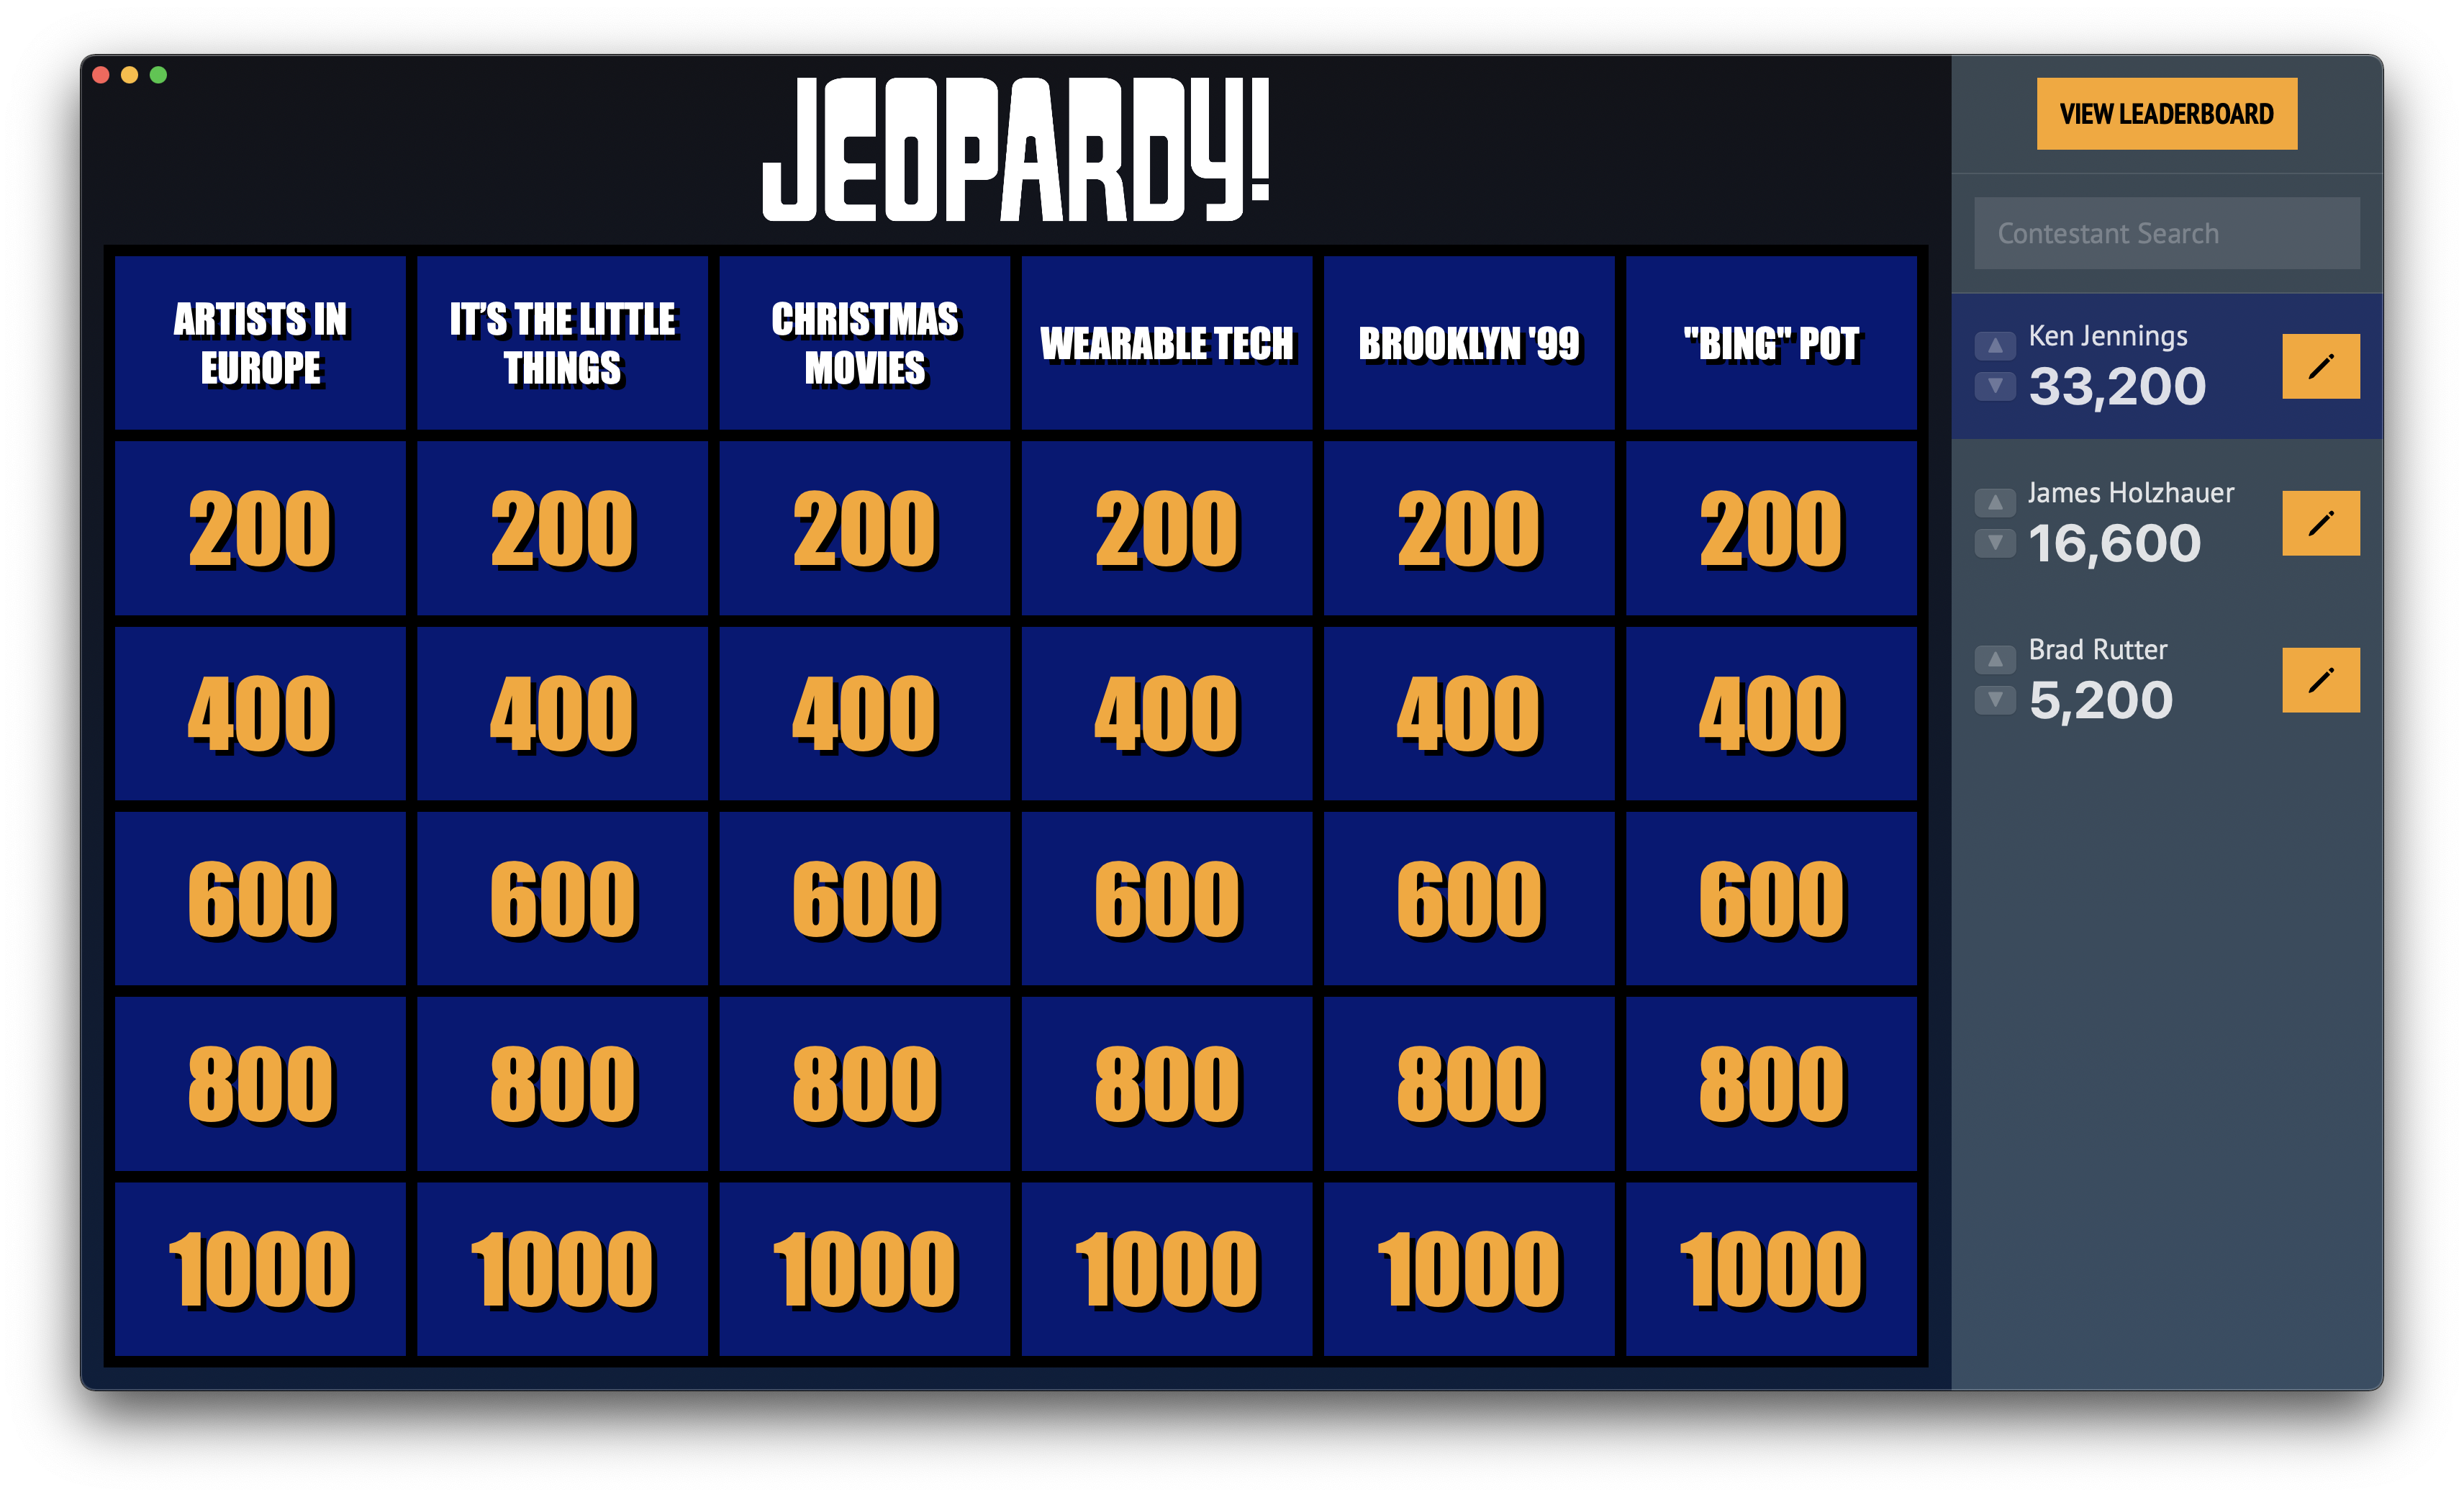 JEOPARDY!
VIEW LEADERBOARD
Contestant Search
ARTISTS IN
EUROPE
IT'S THE LITTLE
THINGS
CHRISTMAS
MOVIES
WEARABLE TECH
BROOKLYN '99
"BING" POT
200 200 200 200 200 200
400 400 400 400 400 400
600 600 600 600 600 600
800 800 800 800 800 800
1000 1000 1000 1000 1000 1000
Ken Jennings
33,200
James Holzhauer
16,600
Brad Rutter
5,200